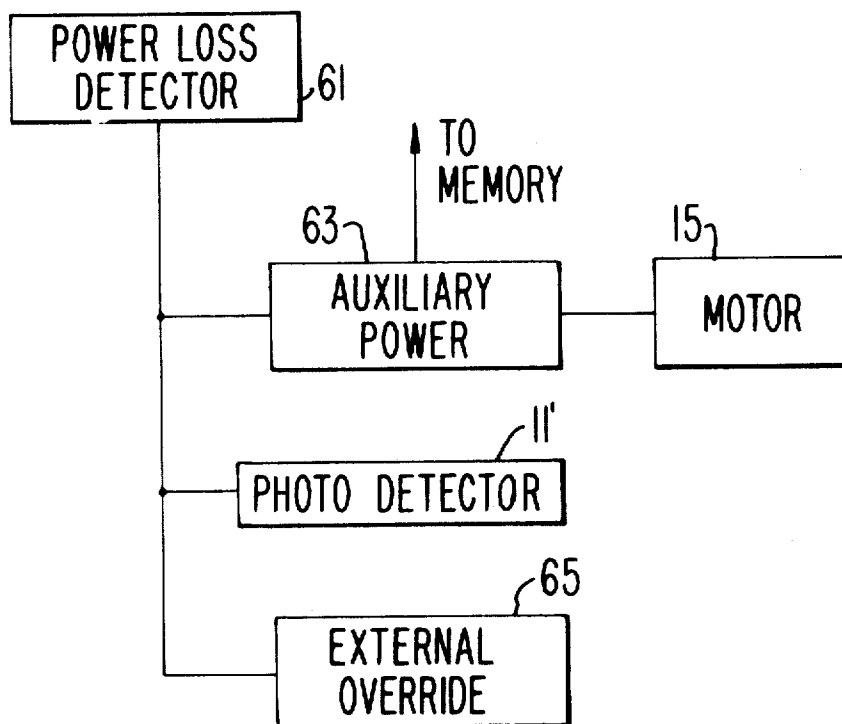 POWER LOSS
DETECTOR
61
TO
MEMORY
63
15
AUXILIARY
POWER
MOTOR
11'
PHOTO DETECTOR
65
EXTERNAL
OVERRIDE